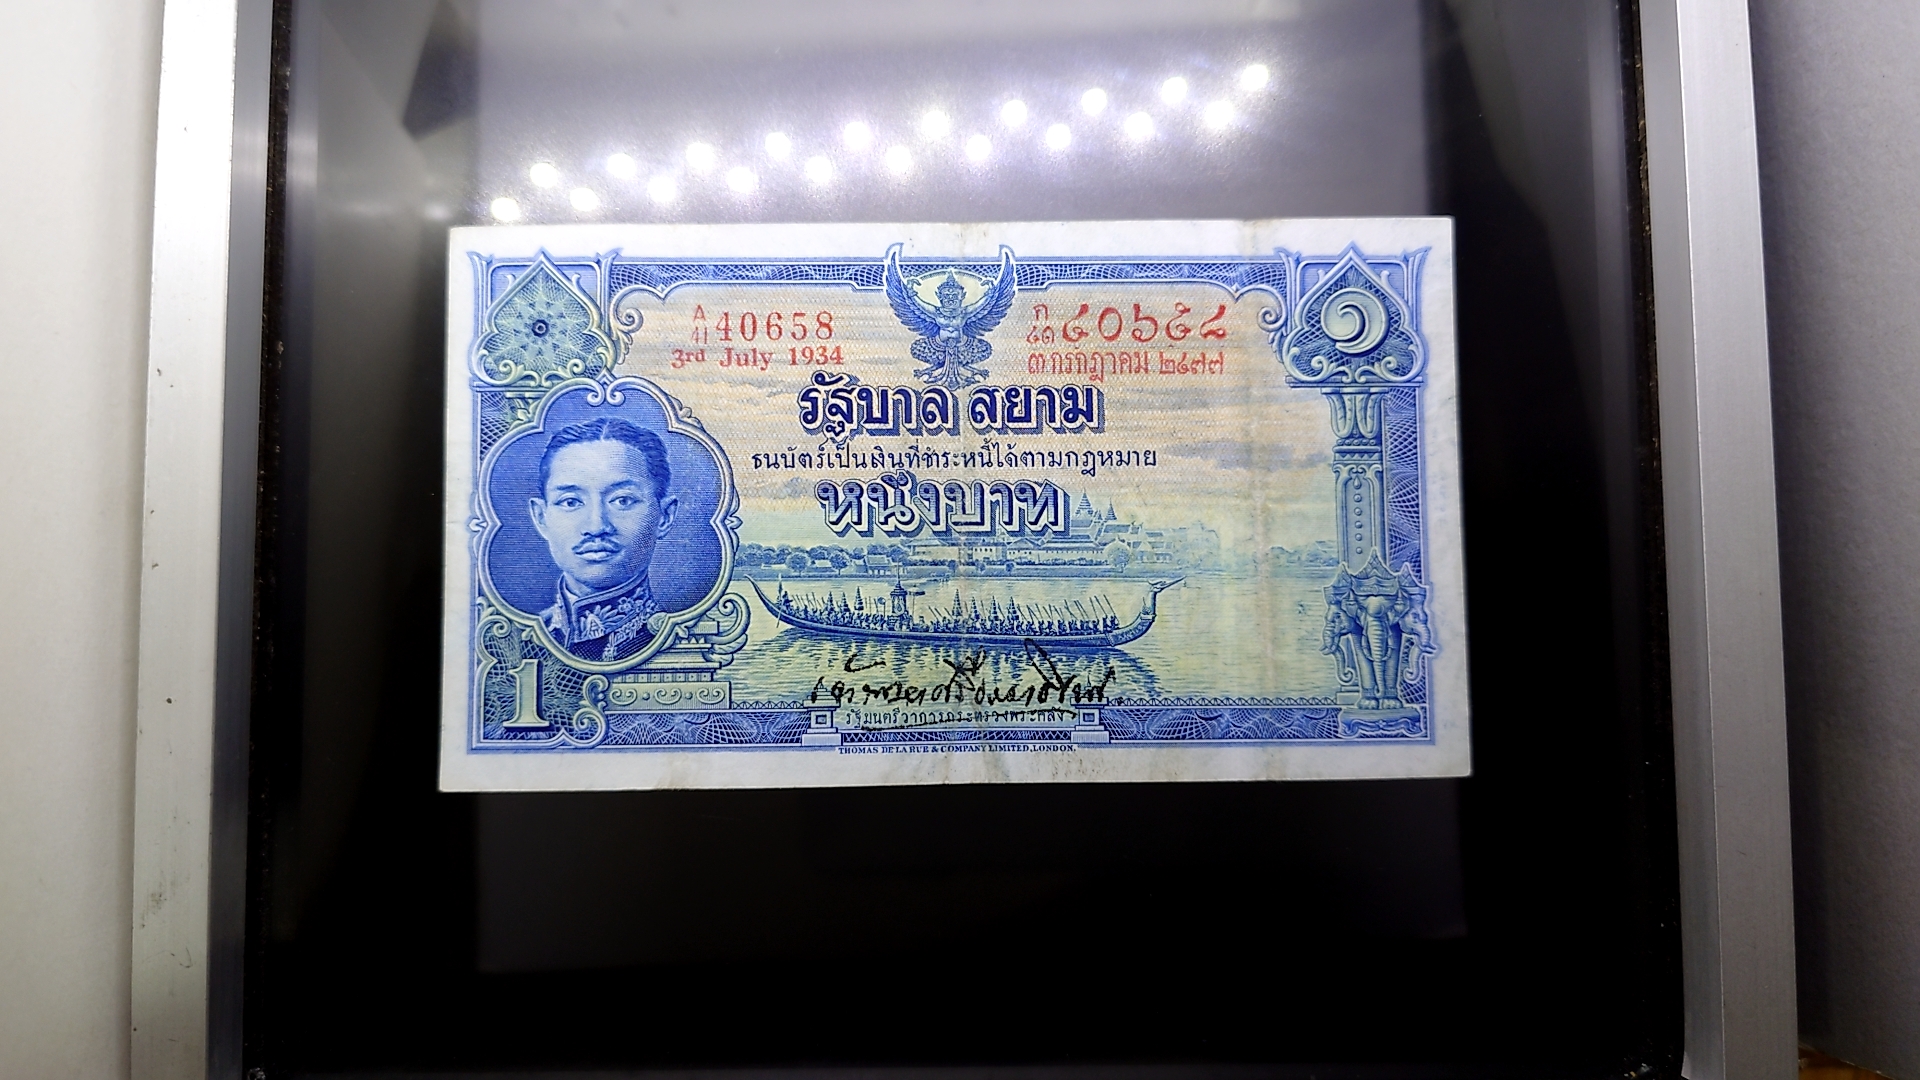 A/41 40658
3rd July 1934
ก/๔๑ ๔๐๖๕๘
๓ กรกฎาคม ๒๔๗๗
๑
รัฐบาล สยาม
ธนบัตร์เป็นเงินที่ชำระหนี้ได้ตามกฎหมาย
หนึ่งบาท
1
รัฐมนตรีว่าการกระทรวงพระคลังฯ
THOMAS DE LA RUE & COMPANY LIMITED, LONDON.